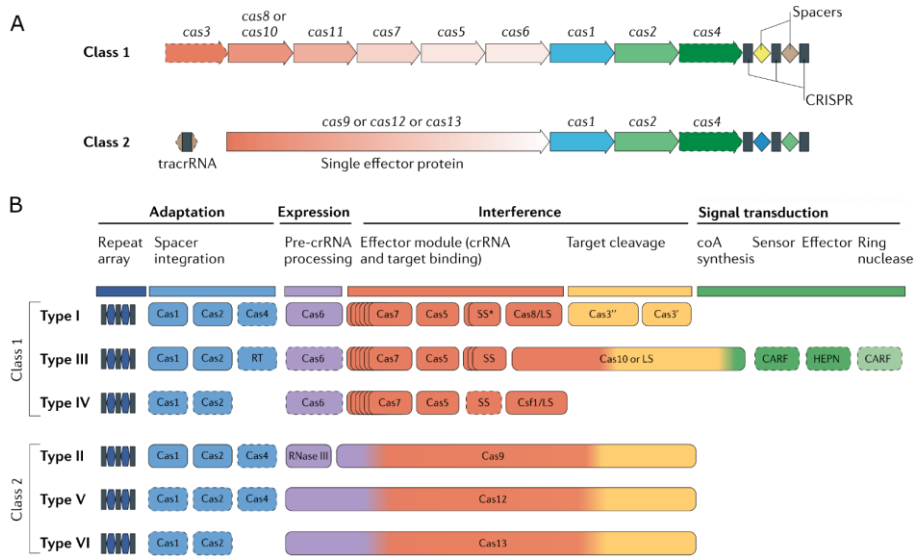 A
Class 1
cas3
cas8 or
cas10
cas11
cas7
cas5
cas6
cas1
cas2
cas4
Spacers
CRISPR
Class 2
tracrRNA
cas9 or cas12 or cas13
Single effector protein
cas1
cas2
cas4
B
Adaptation
Expression
Interference
Signal transduction
Repeat
array
Spacer
integration
Pre-crRNA
processing
Effector module (crRNA
and target binding)
Target cleavage
coA
synthesis
Sensor
Effector
Ring
nuclease
Class 1
Type I
Cas1
Cas2
Cas4
Cas6
Cas7
Cas5
SS*
Cas8/LS
Cas3′′
Cas3′
Type III
Cas1
Cas2
RT
Cas6
Cas7
Cas5
SS
Cas10 or LS
CARF
HEPN
CARF
Type IV
Cas1
Cas2
Cas6
Cas7
Cas5
SS
Csf1/LS
Class 2
Type II
Cas1
Cas2
Cas4
RNase III
Cas9
Type V
Cas1
Cas2
Cas4
Cas12
Type VI
Cas1
Cas2
Cas13